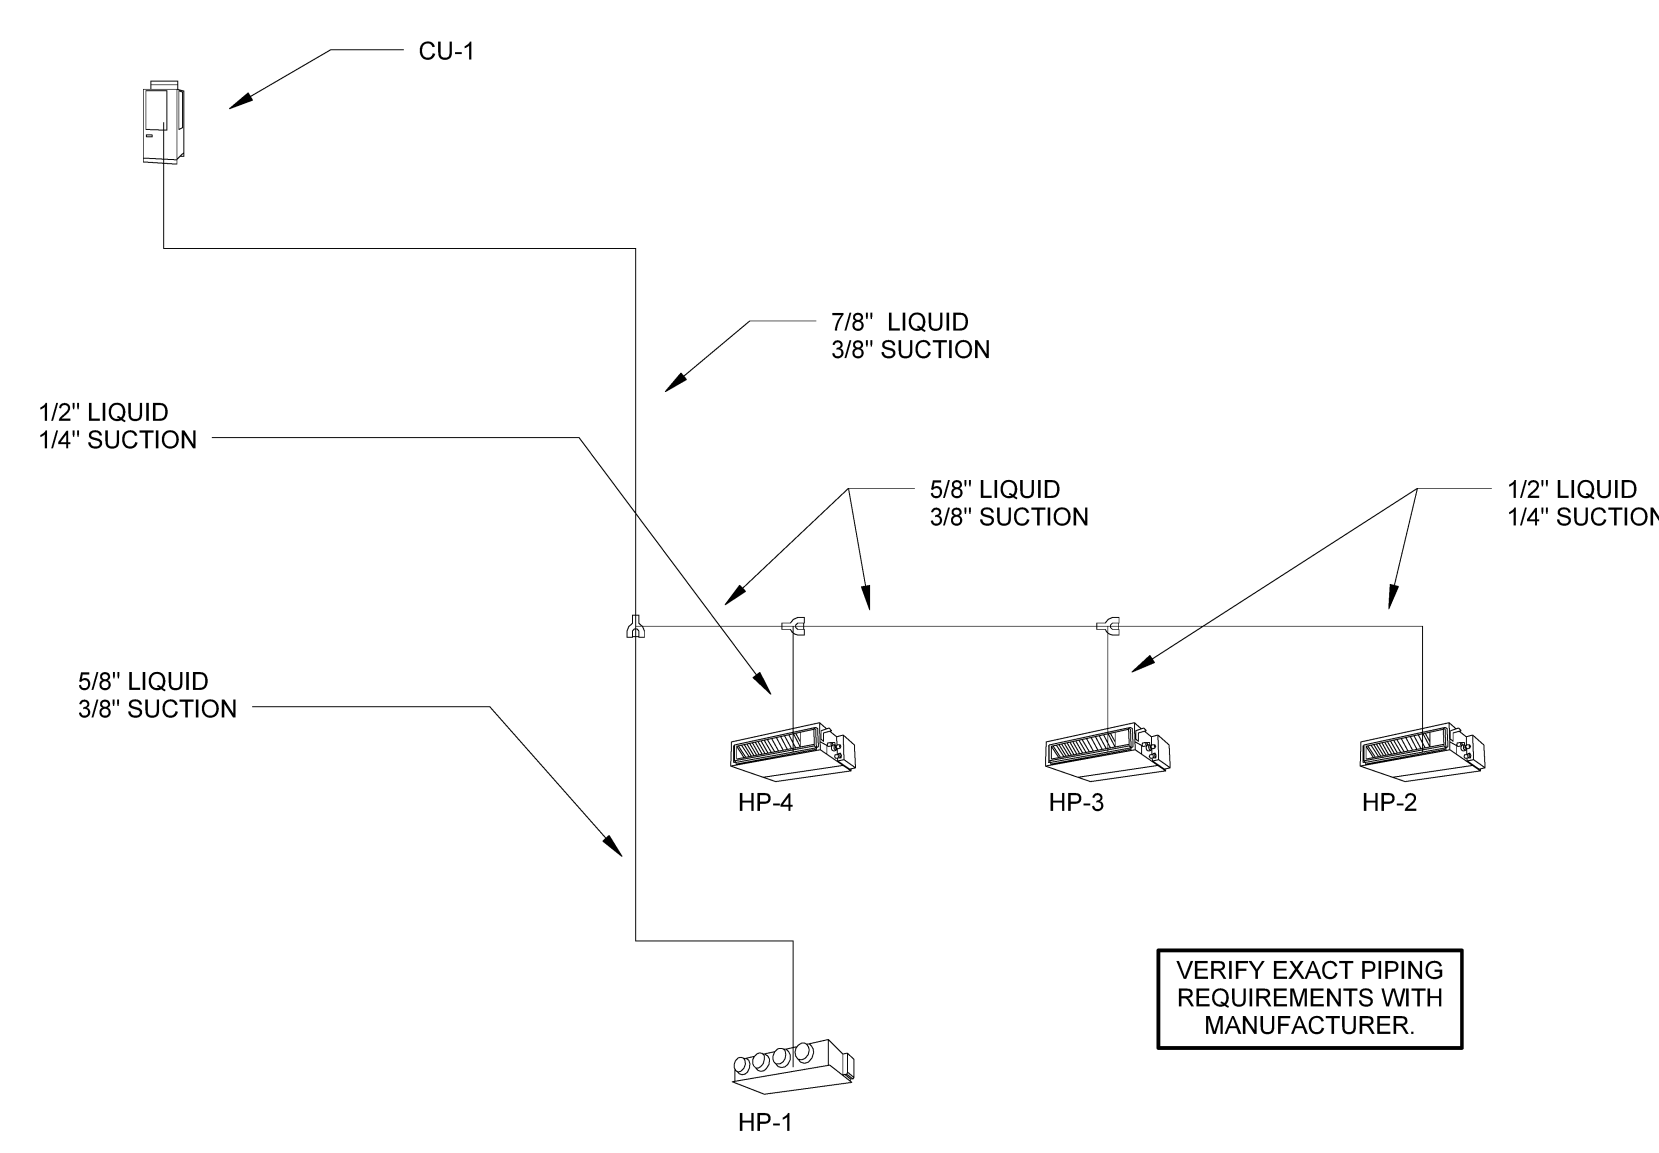 CU-1
7/8" LIQUID
3/8" SUCTION
1/2" LIQUID
1/4" SUCTION
5/8" LIQUID
3/8" SUCTION
1/2" LIQUID
1/4" SUCTION
5/8" LIQUID
3/8" SUCTION
HP-4
HP-3
HP-2
VERIFY EXACT PIPING
REQUIREMENTS WITH
MANUFACTURER.
HP-1